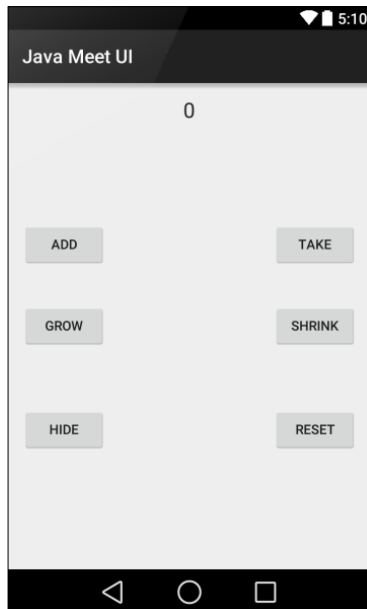 5:10
Java Meet UI
0
ADD TAKE
GROW SHRINK
HIDE RESET